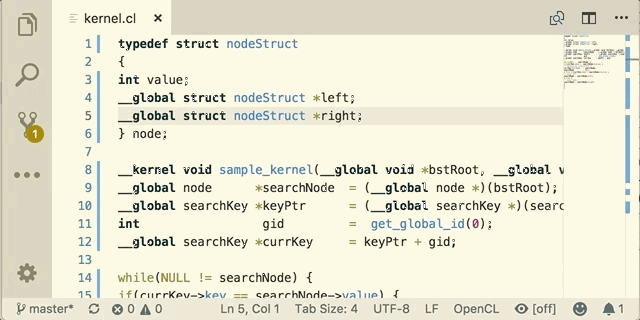 kernel.cl ×
1 typedef struct nodeStruct
2 {
3 int value;
4 __global struct nodeStruct *left;
5 __global struct nodeStruct *right;
6 } node;
7
8 __kernel void sample_kernel(__global void *bstRoot, __global v
9 __global node *searchNode = (__global node *)(bstRoot);
10 __global searchKey *keyPtr = (__global searchKey *)(searc
11 int gid = get_global_id(0);
12 __global searchKey *currKey = keyPtr + gid;
13
14 while(NULL != searchNode) {
15 if(currKey->key == searchNode->value) {
1
master* 0 0 Ln 5, Col 1 Tab Size: 4 UTF-8 LF OpenCL [off] 1